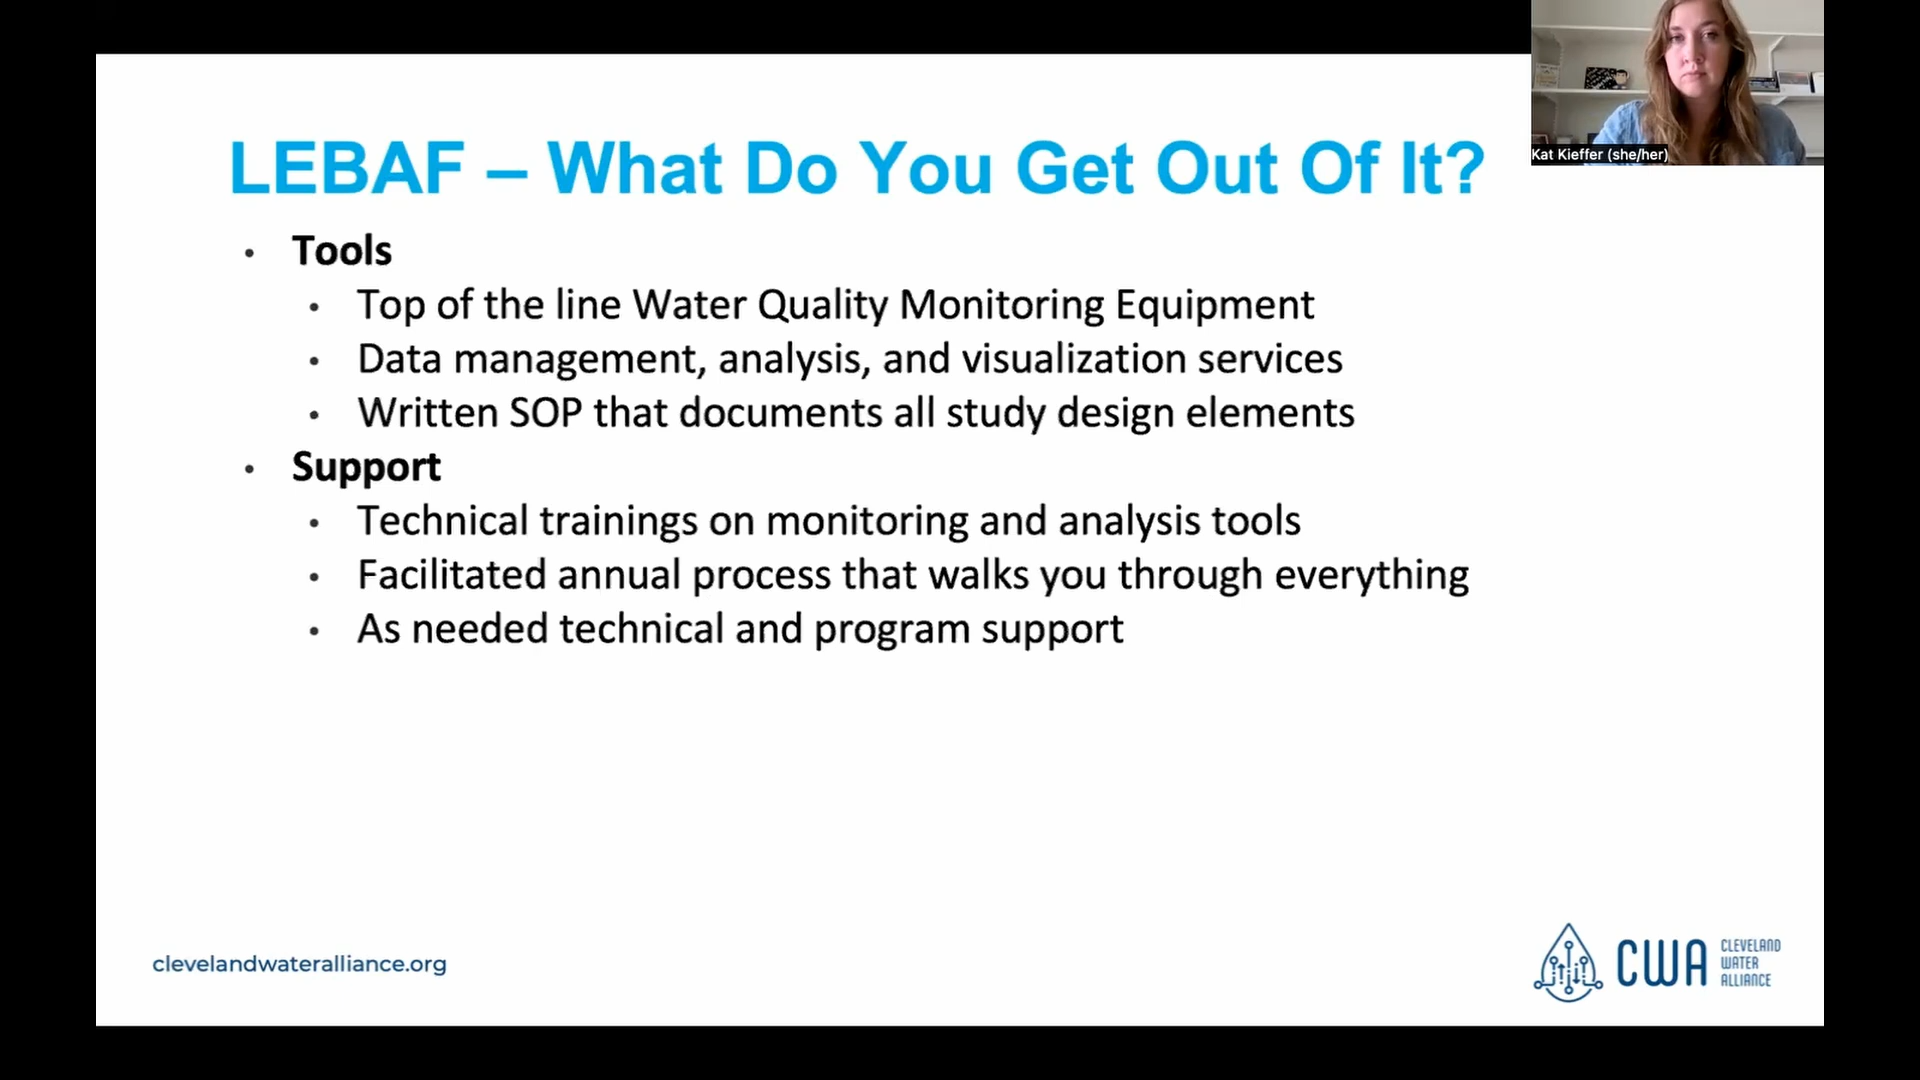 LEBAF – What Do You Get Out Of It?
Kat Kieffer (she/her)
• Tools
• Top of the line Water Quality Monitoring Equipment
• Data management, analysis, and visualization services
• Written SOP that documents all study design elements
• Support
• Technical trainings on monitoring and analysis tools
• Facilitated annual process that walks you through everything
• As needed technical and program support
clevelandwateralliance.org
CWA
CLEVELAND
WATER
ALLIANCE